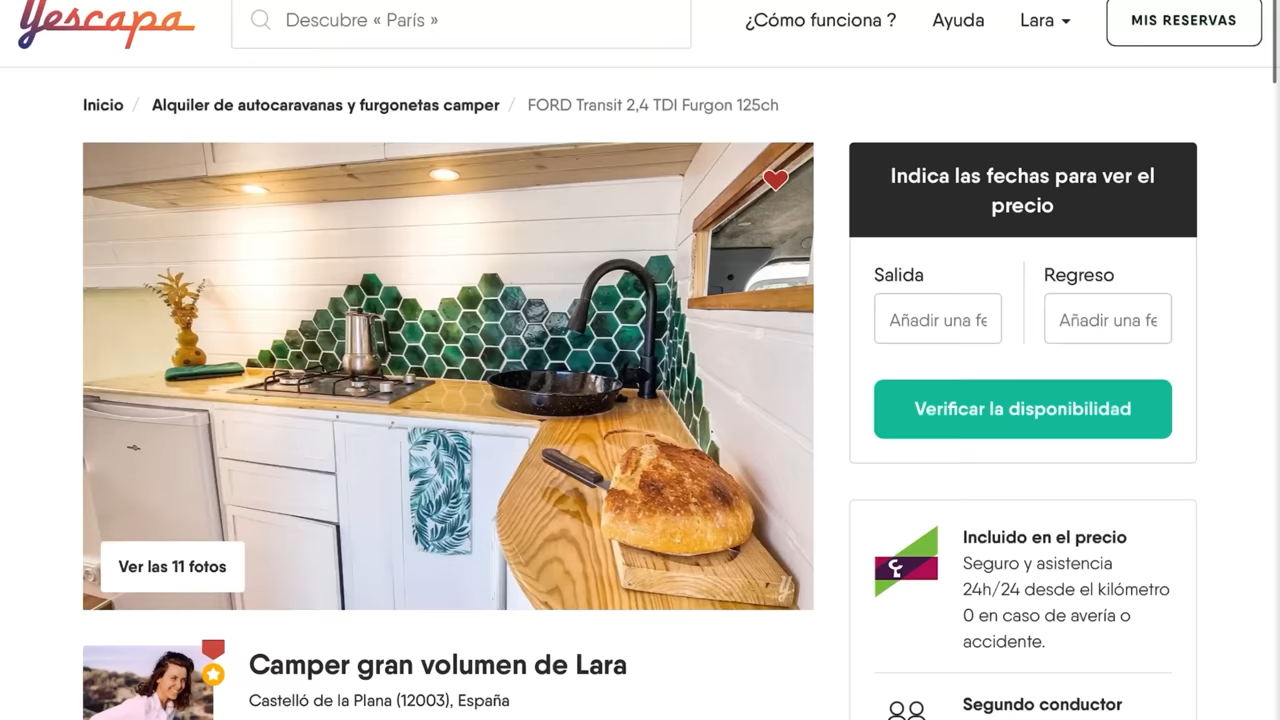 Yescapa
Descubre « París »
¿Cómo funciona ?
Ayuda
Lara
MIS RESERVAS
Inicio / Alquiler de autocaravanas y furgonetas camper / FORD Transit 2,4 TDI Furgon 125ch
Indica las fechas para ver el
precio
Salida
Regreso
Añadir una fe
Añadir una fe
Verificar la disponibilidad
Ver las 11 fotos
Incluido en el precio
Seguro y asistencia
24h/24 desde el kilómetro
0 en caso de avería o
accidente.
Camper gran volumen de Lara
Castelló de la Plana (12003), España
Segundo conductor